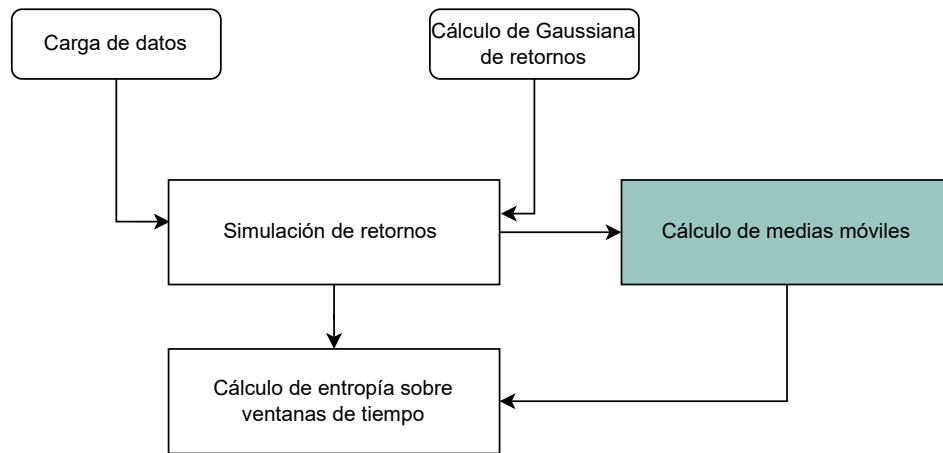 Carga de datos
Cálculo de Gaussiana
de retornos
Simulación de retornos
Cálculo de medias móviles
Cálculo de entropía sobre
ventanas de tiempo